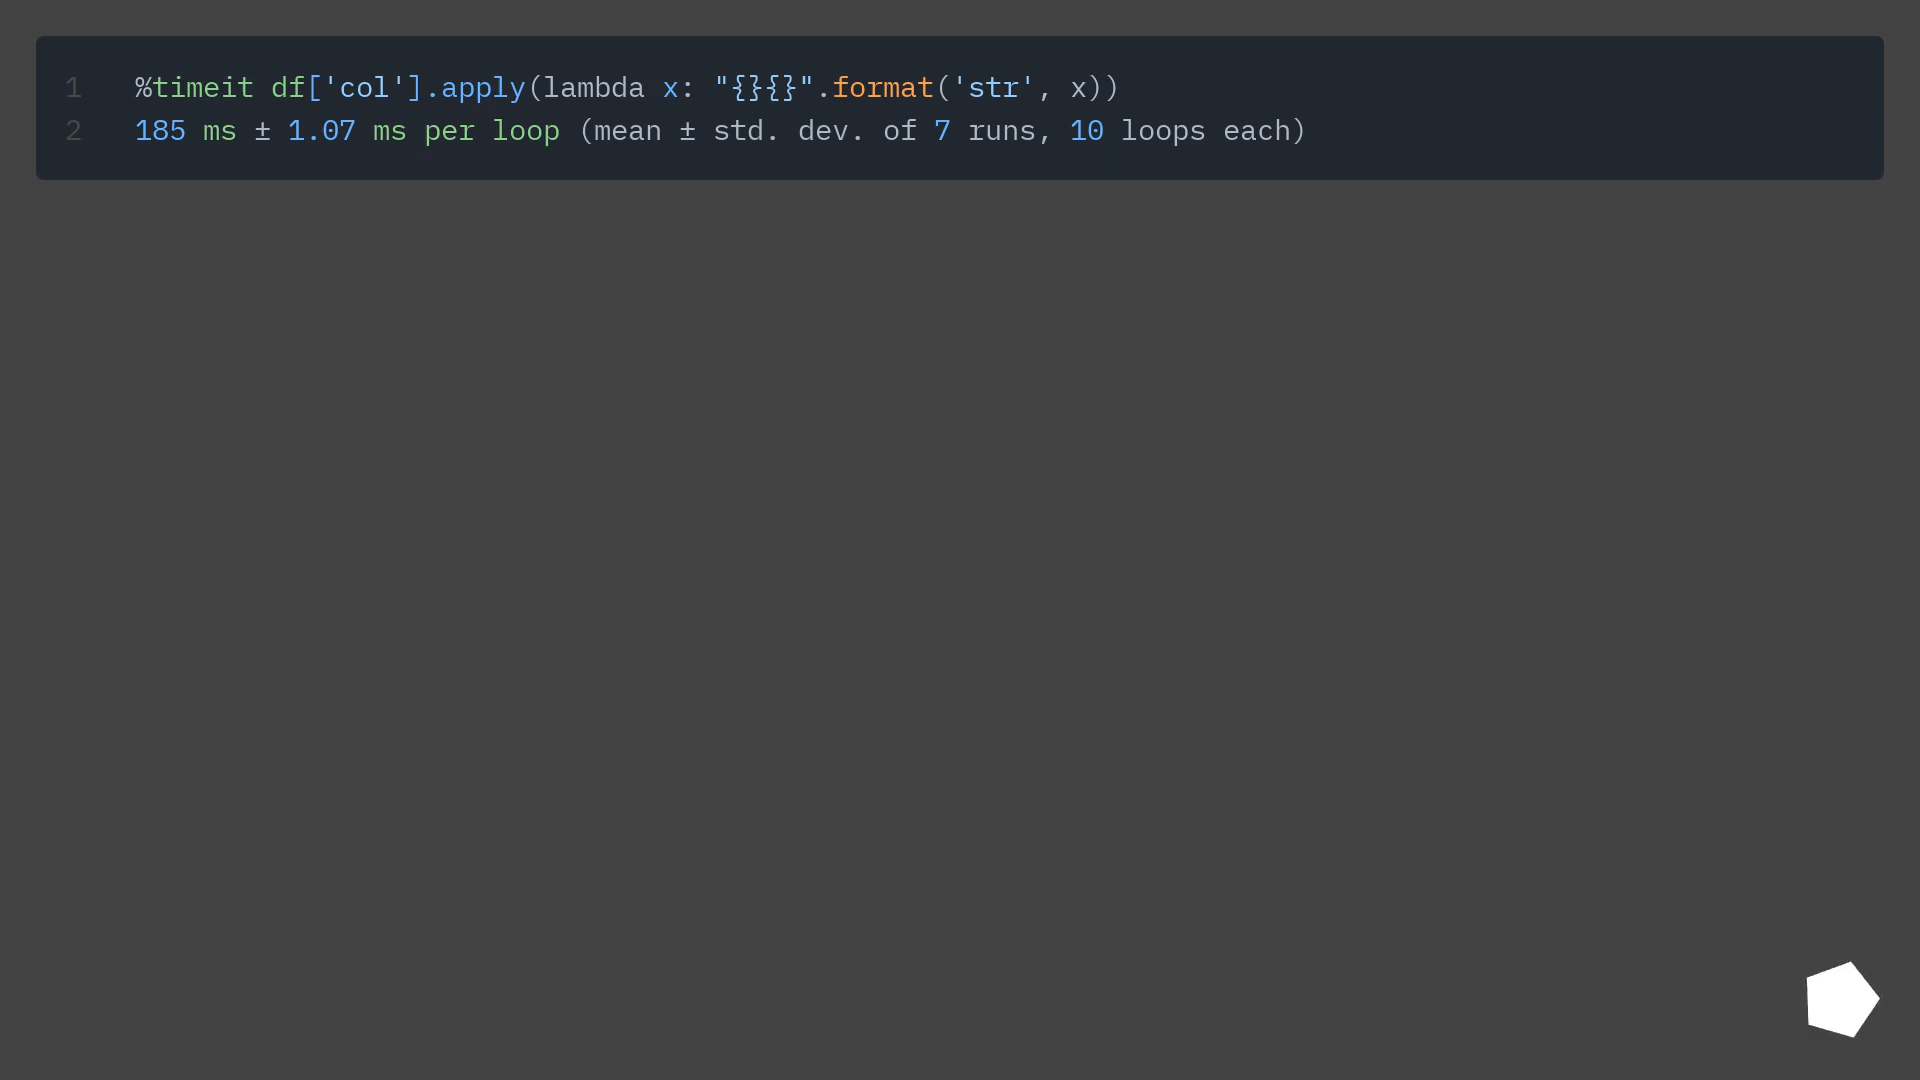 1 %timeit df['col'].apply(lambda x: "{}{}".format('str', x))
2 185 ms ± 1.07 ms per loop (mean ± std. dev. of 7 runs, 10 loops each)